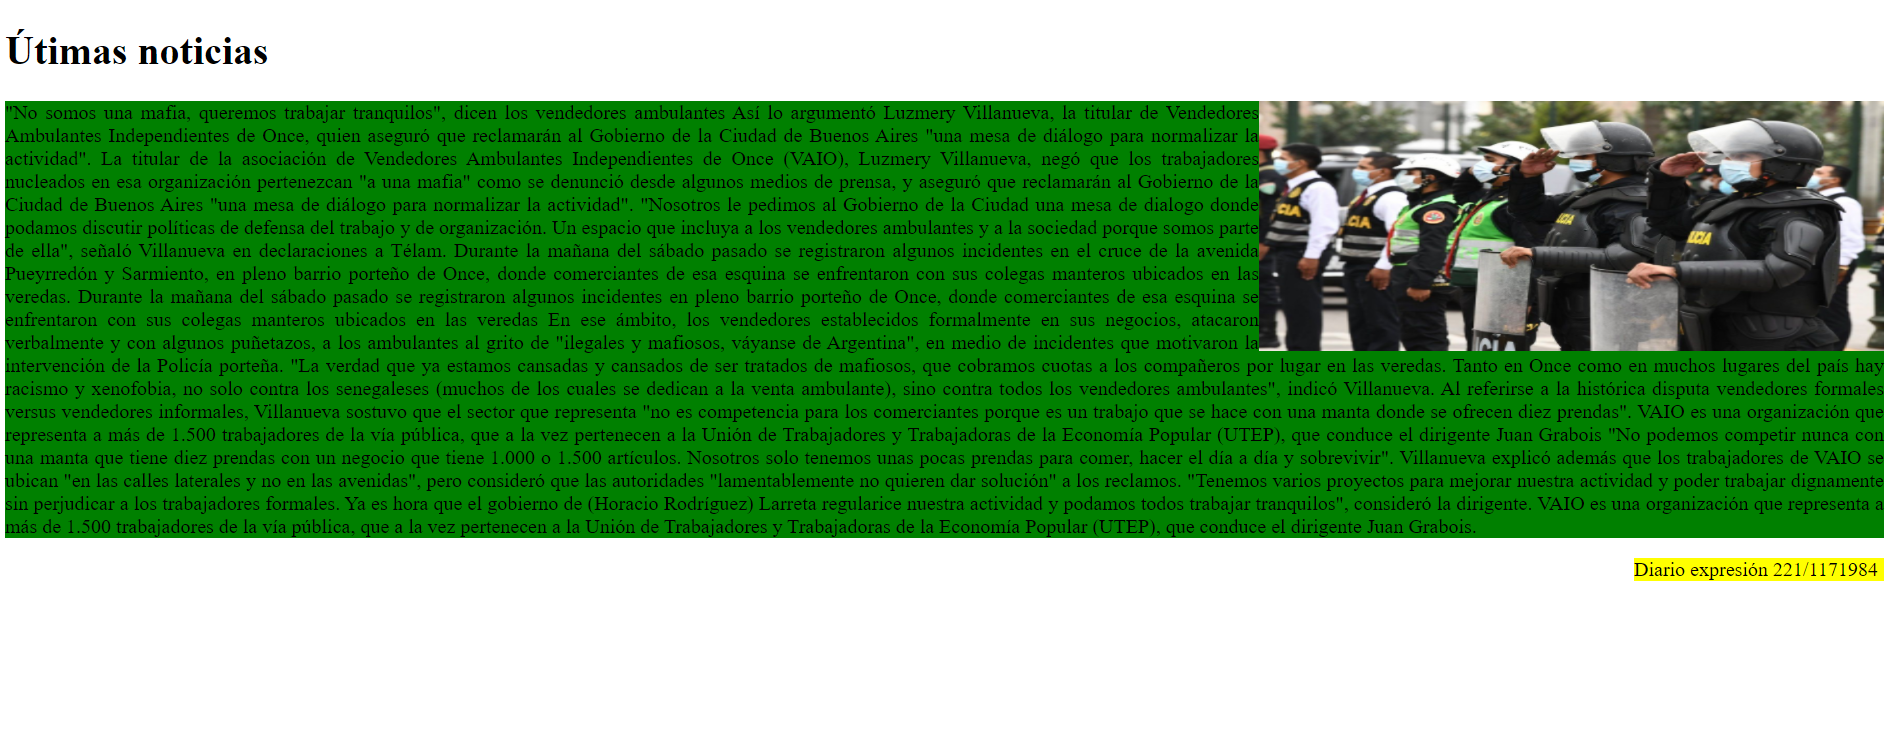 Útimas noticias
"No somos una mafia, queremos trabajar tranquilos", dicen los vendedores ambulantes Así lo argumentó Luzmery Villanueva, la titular de Vendedores
Ambulantes Independientes de Once, quien aseguró que reclamarán al Gobierno de la Ciudad de Buenos Aires "una mesa de diálogo para normalizar la
actividad". La titular de la asociación de Vendedores Ambulantes Independientes de Once (VAIO), Luzmery Villanueva, negó que los trabajadores
nucleados en esa organización pertenezcan "a una mafia" como se denunció desde algunos medios de prensa, y aseguró que reclamarán al Gobierno de la
Ciudad de Buenos Aires "una mesa de diálogo para normalizar la actividad". "Nosotros le pedimos al Gobierno de la Ciudad una mesa de dialogo donde
podamos discutir políticas de defensa del trabajo y de organización. Un espacio que incluya a los vendedores ambulantes y a la sociedad porque somos parte
de ella", señaló Villanueva en declaraciones a Télam. Durante la mañana del sábado pasado se registraron algunos incidentes en el cruce de la avenida
Pueyrredón y Sarmiento, en pleno barrio porteño de Once, donde comerciantes de esa esquina se enfrentaron con sus colegas manteros ubicados en las
veredas. Durante la mañana del sábado pasado se registraron algunos incidentes en pleno barrio porteño de Once, donde comerciantes de esa esquina se
enfrentaron con sus colegas manteros ubicados en las veredas En ese ámbito, los vendedores establecidos formalmente en sus negocios, atacaron
verbalmente y con algunos puñetazos, a los ambulantes al grito de "ilegales y mafiosos, váyanse de Argentina", en medio de incidentes que motivaron la
intervención de la Policía porteña. "La verdad que ya estamos cansadas y cansados de ser tratados de mafiosos, que cobramos cuotas a los compañeros por lugar en las veredas. Tanto en Once como en muchos lugares del país hay
racismo y xenofobia, no solo contra los senegaleses (muchos de los cuales se dedican a la venta ambulante), sino contra todos los vendedores ambulantes", indicó Villanueva. Al referirse a la histórica disputa vendedores formales
versus vendedores informales, Villanueva sostuvo que el sector que representa "no es competencia para los comerciantes porque es un trabajo que se hace con una manta donde se ofrecen diez prendas". VAIO es una organización que
representa a más de 1.500 trabajadores de la vía pública, que a la vez pertenecen a la Unión de Trabajadores y Trabajadoras de la Economía Popular (UTEP), que conduce el dirigente Juan Grabois "No podemos competir nunca con
una manta que tiene diez prendas con un negocio que tiene 1.000 o 1.500 artículos. Nosotros solo tenemos unas pocas prendas para comer, hacer el día a día y sobrevivir". Villanueva explicó además que los trabajadores de VAIO se
ubican "en las calles laterales y no en las avenidas", pero consideró que las autoridades "lamentablemente no quieren dar solución" a los reclamos. "Tenemos varios proyectos para mejorar nuestra actividad y poder trabajar dignamente
sin perjudicar a los trabajadores formales. Ya es hora que el gobierno de (Horacio Rodríguez) Larreta regularice nuestra actividad y podamos todos trabajar tranquilos", consideró la dirigente. VAIO es una organización que representa a
más de 1.500 trabajadores de la vía pública, que a la vez pertenecen a la Unión de Trabajadores y Trabajadoras de la Economía Popular (UTEP), que conduce el dirigente Juan Grabois.
Diario expresión 221/1171984